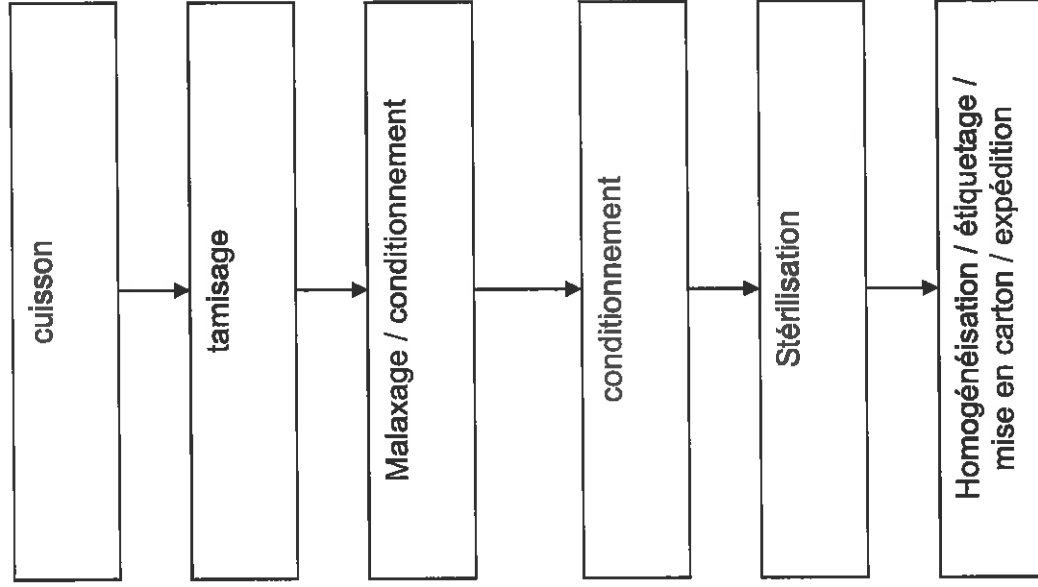 cuisson
tamisage
Malaxage / conditionnement
conditionnement
Stérilisation
Homogénéisation / étiquetage /
mise en carton / expédition